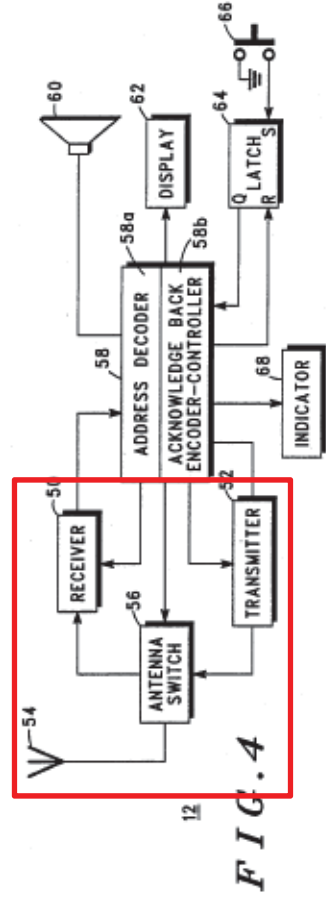 54
56
ANTENNA
SWITCH
50
RECEIVER
52
TRANSMITTER
58
58a
ADDRESS DECODER
ACKNOWLEDGE BACK
ENCODER-CONTROLLER
58b
60
62
DISPLAY
64
Q
LATCH
R
S
66
68
INDICATOR
12
FIG.4